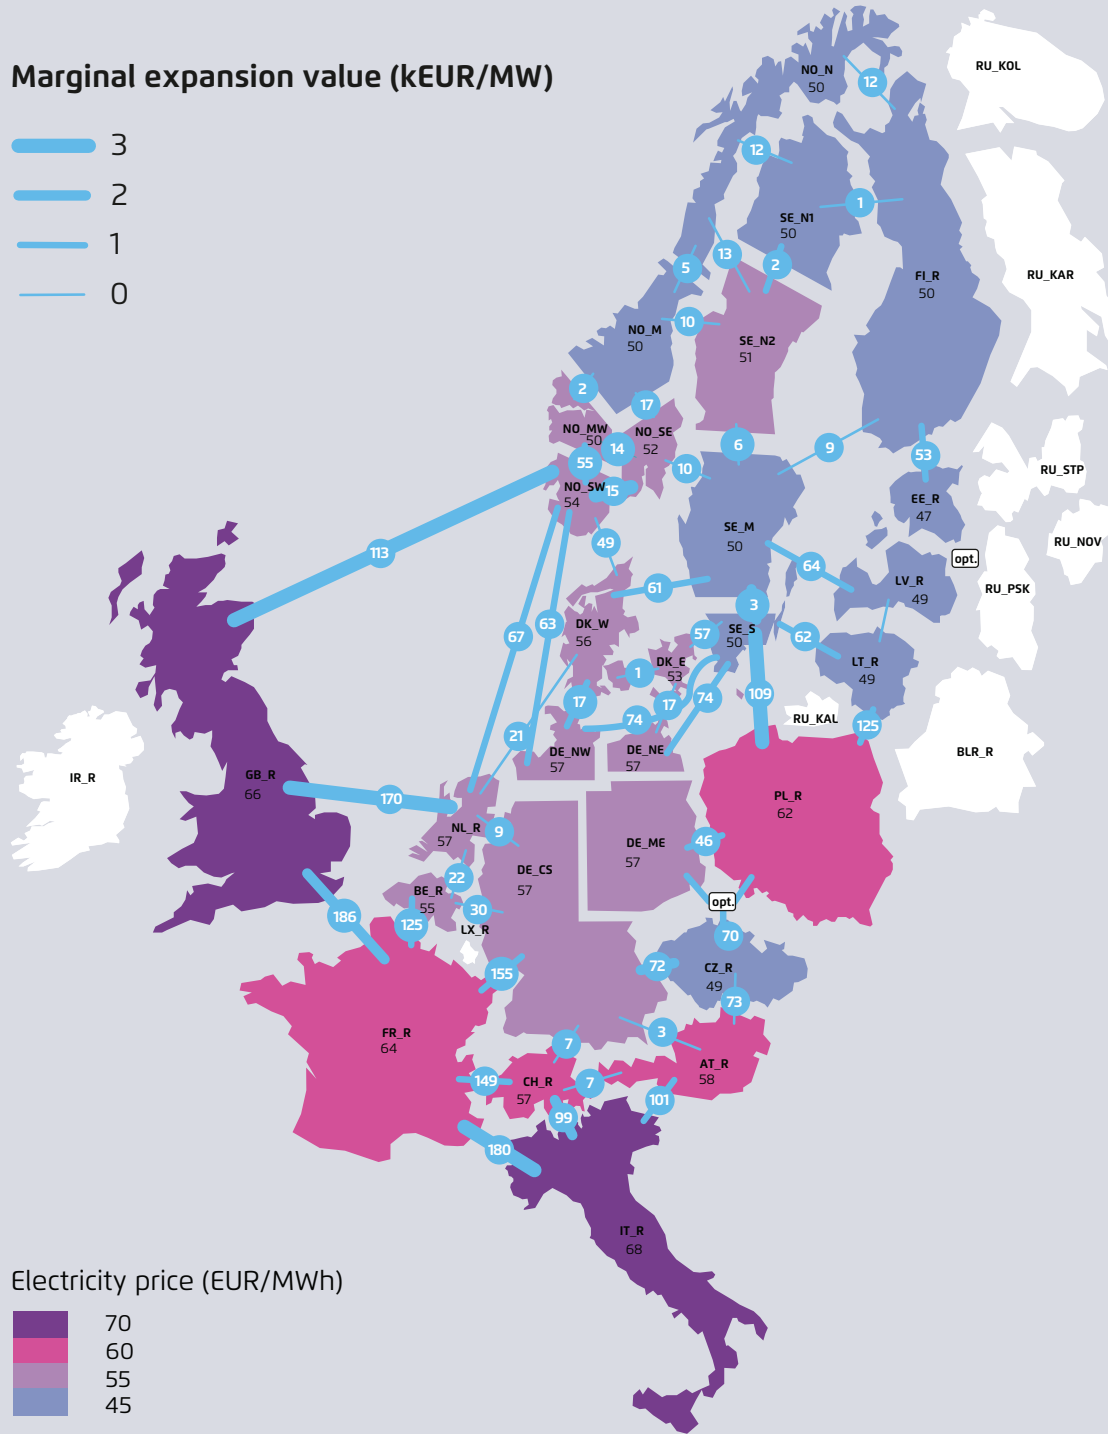 Marginal expansion value (kEUR/MW)
3
2
1
0
RU_KOL
NO_N
50
12
12
1
SE_N1
50
13
2
5
RU_KAR
FI_R
50
10
NO_M
50
SE_N2
51
2
17
NO_MW
50
14
NO_SE
52
6
9
53
55
10
RU_STP
NO_SW
54
15
EE_R
47
SE_M
50
49
113
RU_NOV
opt.
64
61
LV_R
49
RU_PSK
3
63
67
DK_W
56
57
SE_S
50
62
DK_E
53
LT_R
49
1
17
17
74
109
74
RU_KAL
125
21
DE_NW
57
DE_NE
57
BLR_R
IR_R
GB_R
66
170
PL_R
62
NL_R
57
9
DE_CS
57
DE_ME
57
46
22
BE_R
55
30
opt.
186
125
LX_R
70
155
72
CZ_R
49
73
FR_R
64
7
3
AT_R
58
149
CH_R
57
7
101
99
180
IT_R
68
Electricity price (EUR/MWh)
70
60
55
45